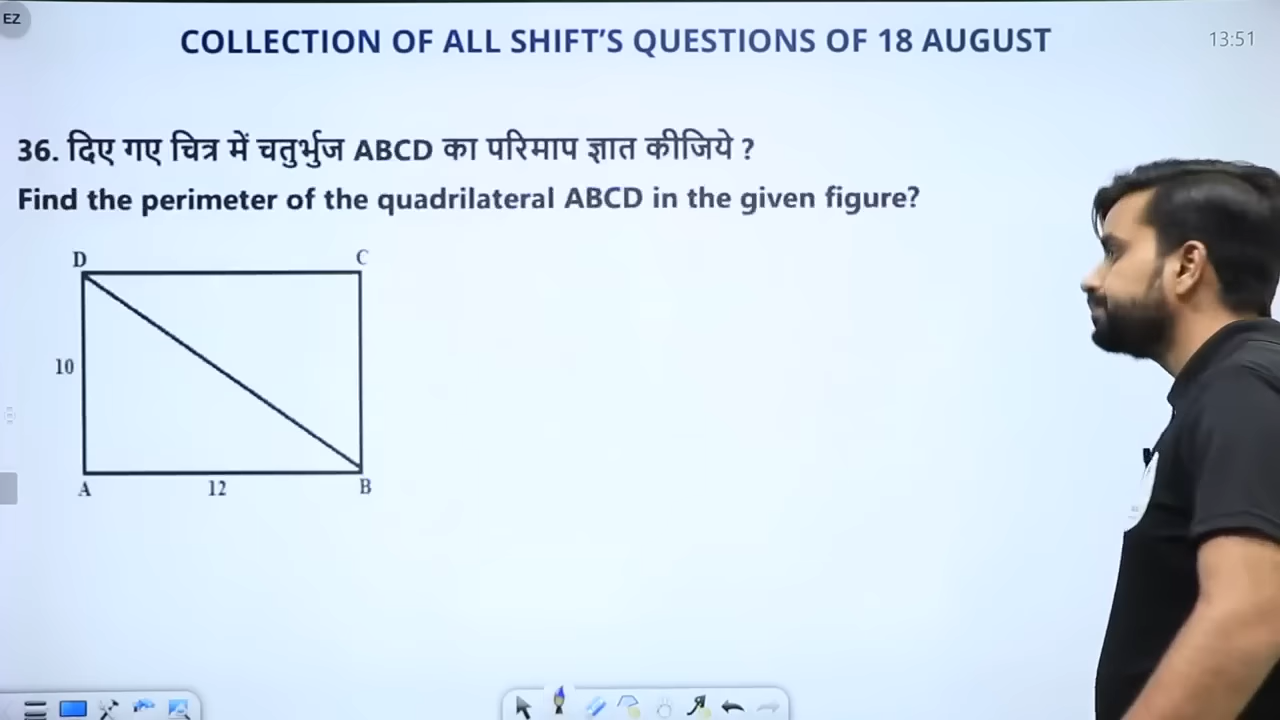 EZ
COLLECTION OF ALL SHIFT’S QUESTIONS OF 18 AUGUST
13:51
36. दिए गए चित्र में चतुर्भुज ABCD का परिमाप ज्ञात कीजिये ?
Find the perimeter of the quadrilateral ABCD in the given figure?
D C
10
A 12 B